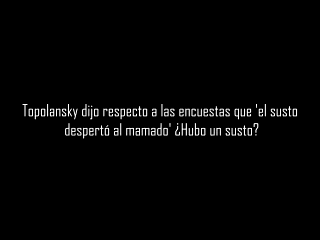 Topolansky dijo respecto a las encuestas que 'el susto
despertó al mamado' ¿Hubo un susto?